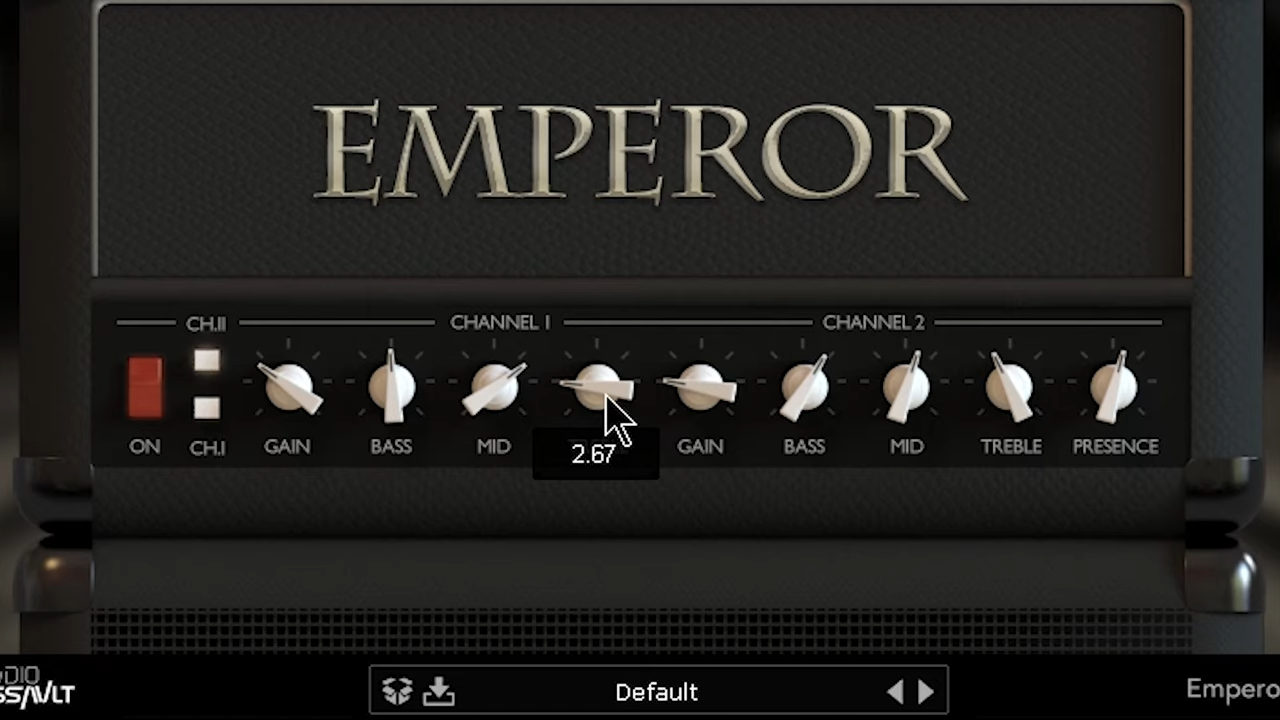 EMPEROR
CH.II
CHANNEL 1
CHANNEL 2
ON
CH.I
GAIN
BASS
MID
2.67
GAIN
BASS
MID
TREBLE
PRESENCE
Default
Empero